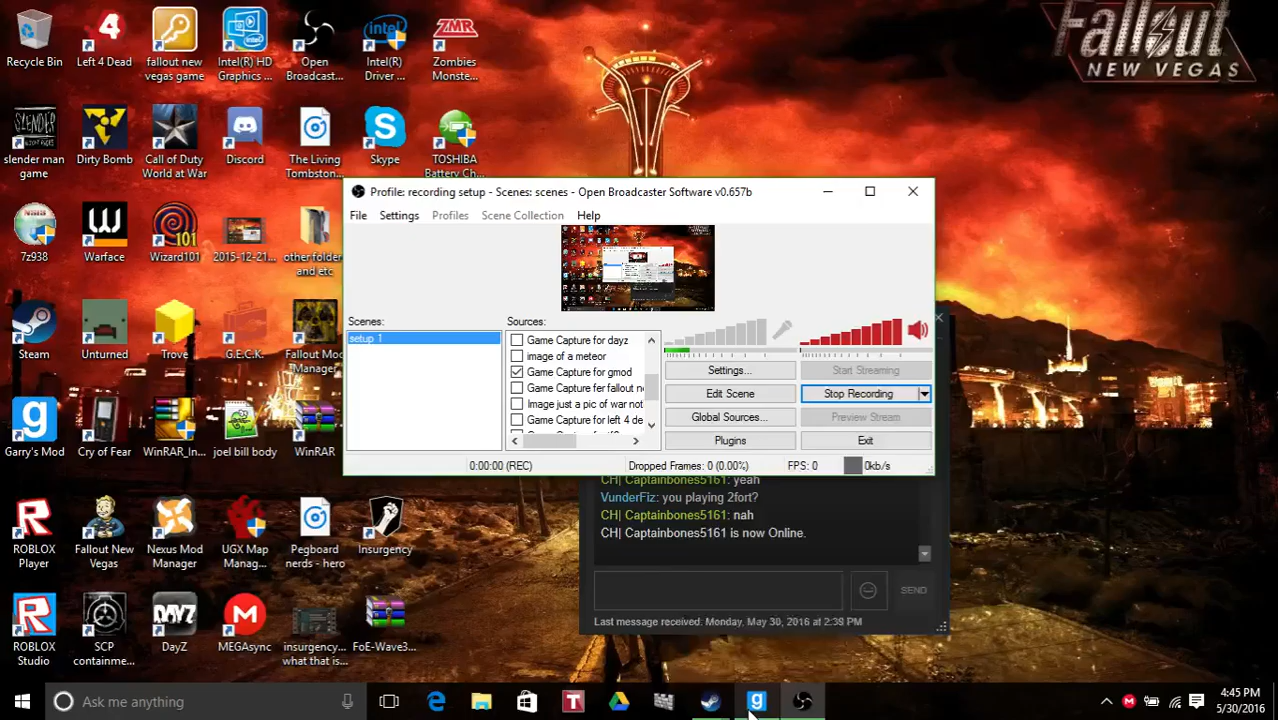 Fallout
NEW VEGAS
Recycle Bin
Left 4 Dead
fallout new
vegas game
Intel(R) HD
Graphics ...
Open
Broadcast...
Intel(R)
Driver ...
ZMR
Zombies
Monste...
slender man
game
Dirty Bomb
Call of Duty
World at War
Discord
The Living
Tombston...
Skype
TOSHIBA
Battery Ch...
7z938
Warface
101
Wizard101
2015-12-21...
other folder
and etc
Steam
Unturned
Trove
G.E.C.K.
Fallout Mod
Manager
Garry's Mod
Cry of Fear
WinRAR_In...
joel bill body
WinRAR
ROBLOX
Player
Fallout New
Vegas
Nexus Mod
Manager
UGX Map
Manag...
Pegboard
nerds - hero
Insurgency
ROBLOX
Studio
SCP
containme...
DAYZ
DayZ
MEGAsync
insurgency...
what that is...
FoE-Wave3...
Profile: recording setup - Scenes: scenes - Open Broadcaster Software v0.657b
File Settings Profiles Scene Collection Help
Scenes:
setup 1
Sources:
Game Capture for dayz
image of a meteor
Game Capture for gmod
Game Capture fer fallout n
Image just a pic of war not
Game Capture for left 4 de
Settings...
Start Streaming
Edit Scene
Stop Recording
Global Sources...
Preview Stream
Plugins
Exit
0:00:00 (REC)
Dropped Frames: 0 (0.00%)
FPS: 0
0kb/s
CH| Captainbones5161: yeah
VunderFiz: you playing 2fort?
CH| Captainbones5161: nah
CH| Captainbones5161 is now Online.
SEND
Last message received: Monday, May 30, 2016 at 2:39 PM
Ask me anything
4:45 PM
5/30/2016